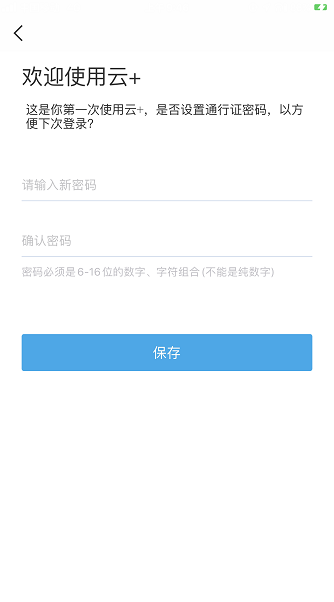 欢迎使用云+
这是你第一次使用云+，是否设置通行证密码，以方
便下次登录？
请输入新密码
确认密码
密码必须是6-16位的数字、字符组合(不能是纯数字)
保存